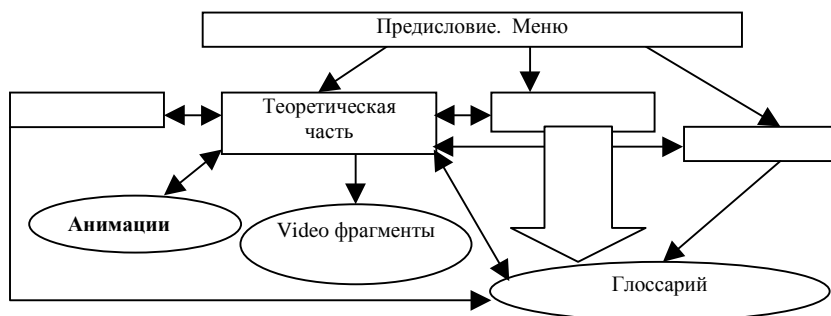 Предисловие. Меню
Теоретическая
часть
Анимации
Video фрагменты
Глоссарий